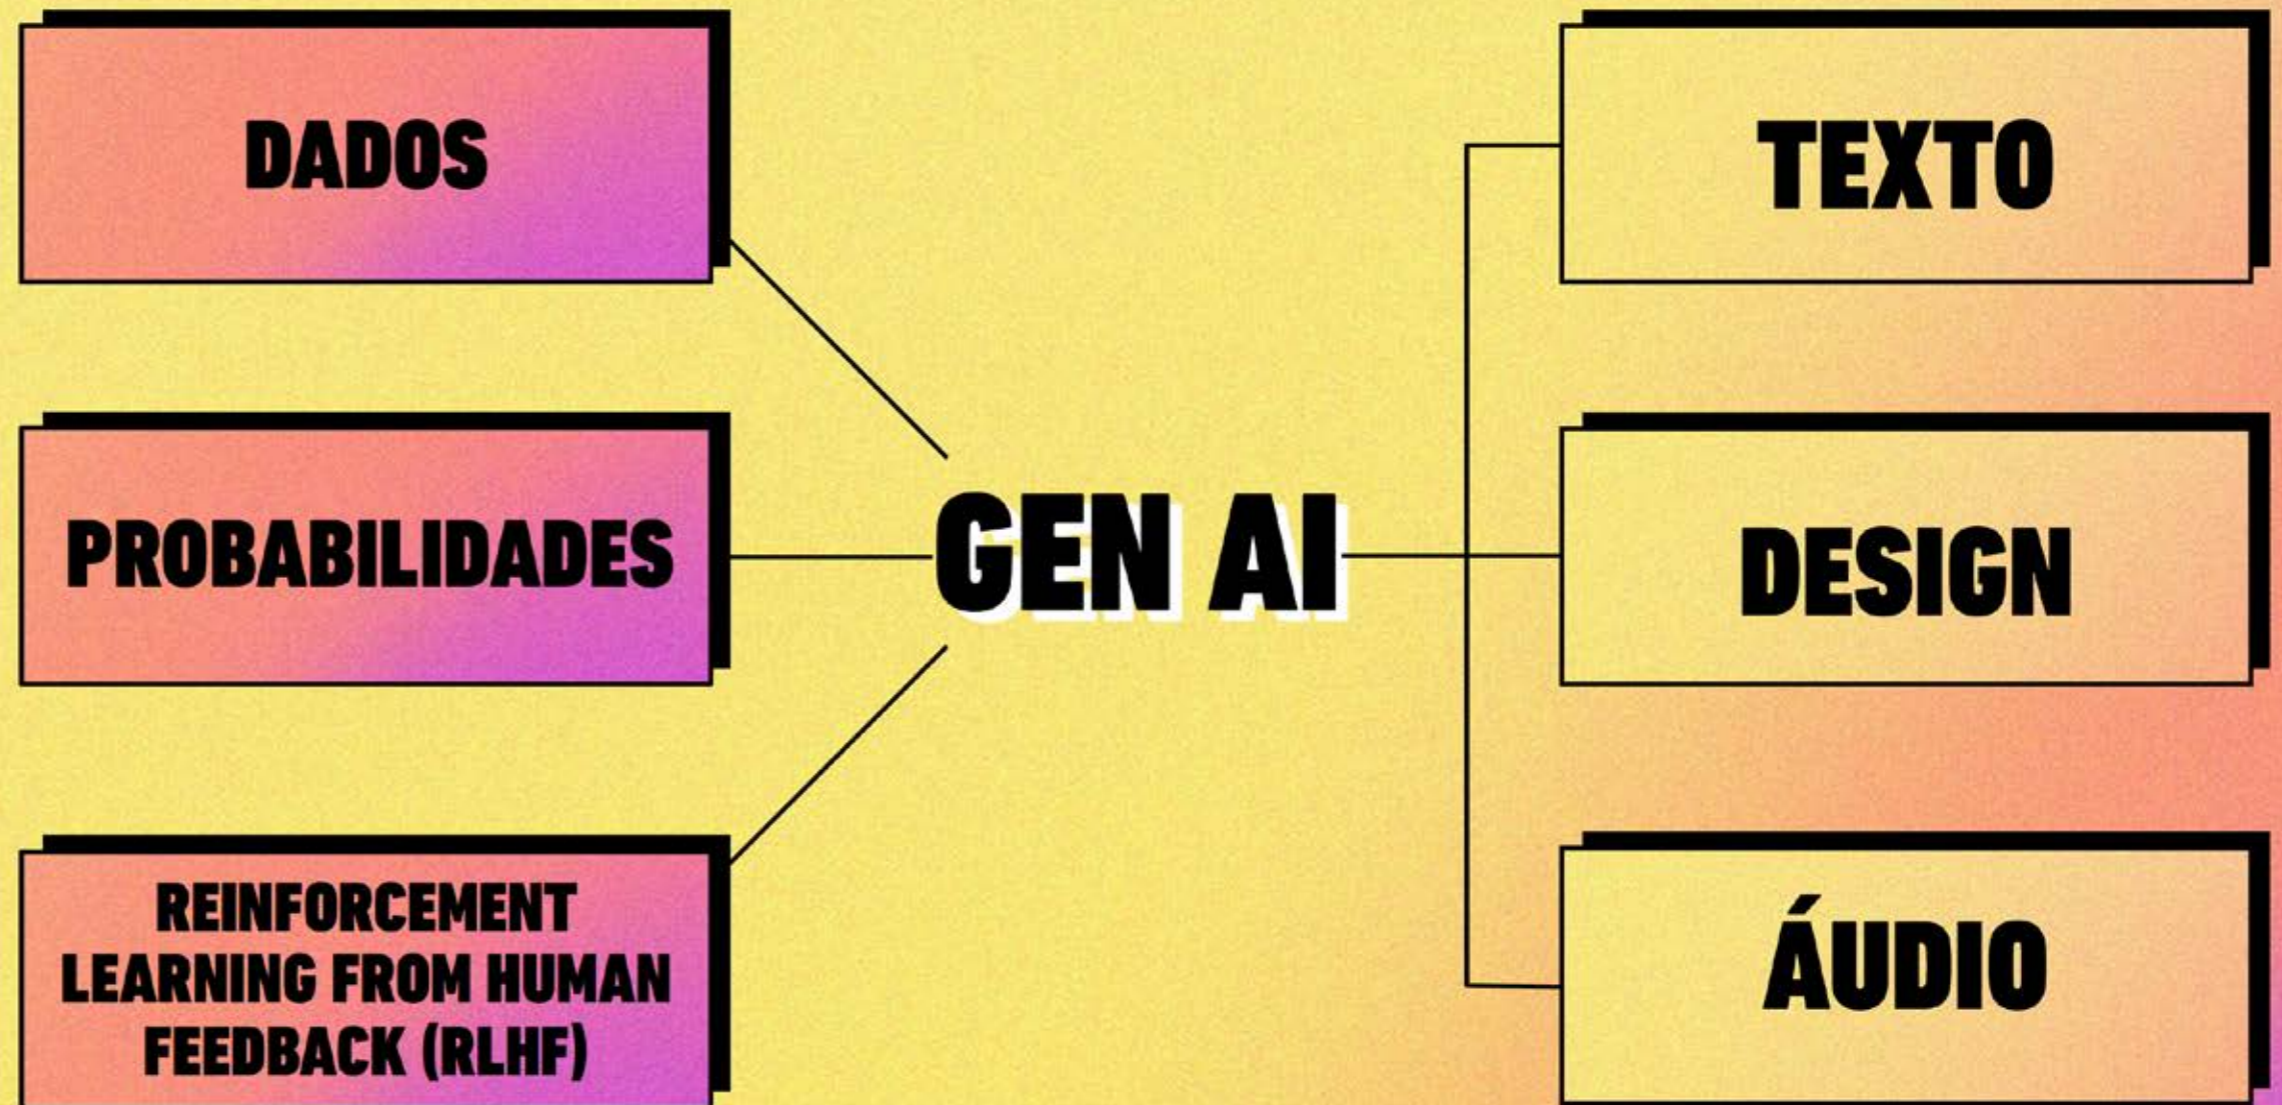 DADOS
PROBABILIDADES
REINFORCEMENT
LEARNING FROM HUMAN
FEEDBACK (RLHF)
GEN AI
TEXTO
DESIGN
ÁUDIO